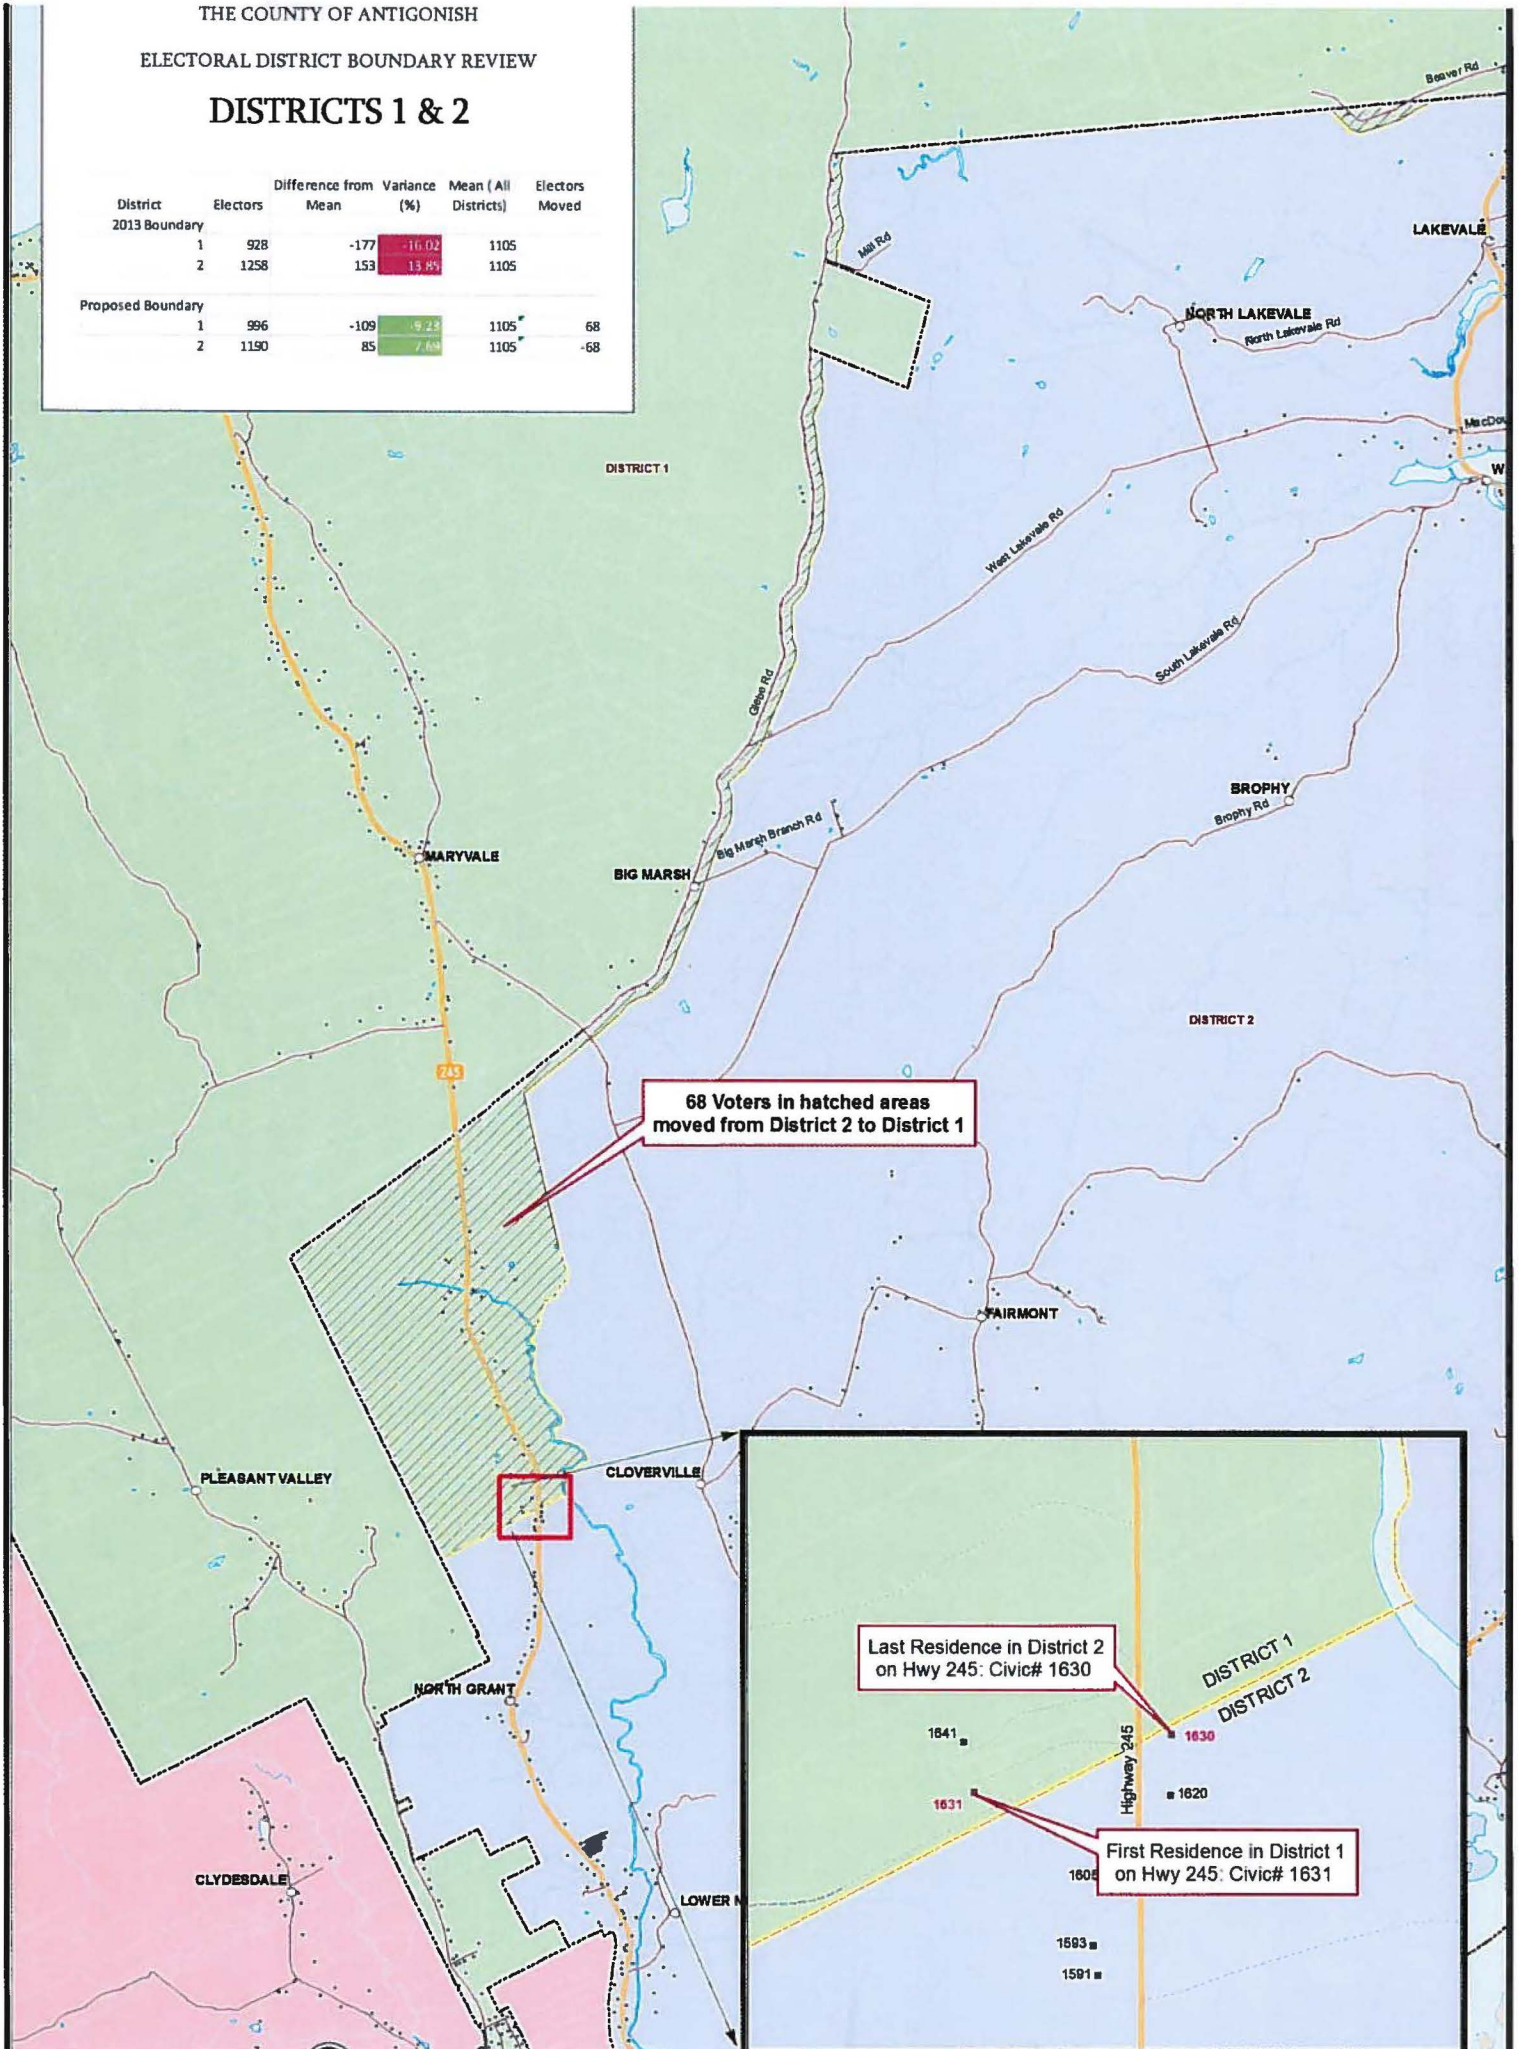 THE COUNTY OF ANTIGONISH
ELECTORAL DISTRICT BOUNDARY REVIEW
DISTRICTS 1 & 2
District Electors Difference from Mean Variance (%) Mean ( All Districts) Electors Moved
2013 Boundary
1 928 -177 -16.02 1105
2 1258 153 13.85 1105
Proposed Boundary
1 996 -109 -9.23 1105 68
2 1190 85 7.69 1105 -68
Beaver Rd
LAKEVALE
Mill Rd
NORTH LAKEVALE
North Lakevale Rd
MacDou
W
DISTRICT 1
West Lakevale Rd
South Lakevale Rd
Glebe Rd
BROPHY
Brophy Rd
Big Marsh Branch Rd
MARYVALE
BIG MARSH
DISTRICT 2
245
68 Voters in hatched areas
moved from District 2 to District 1
FAIRMONT
PLEASANT VALLEY
CLOVERVILLE
NORTH GRANT
CLYDESDALE
LOWER N
Last Residence in District 2
on Hwy 245: Civic# 1630
DISTRICT 1
DISTRICT 2
1641
Highway 245
1630
1631
1620
First Residence in District 1
on Hwy 245: Civic# 1631
1605
1593
1591